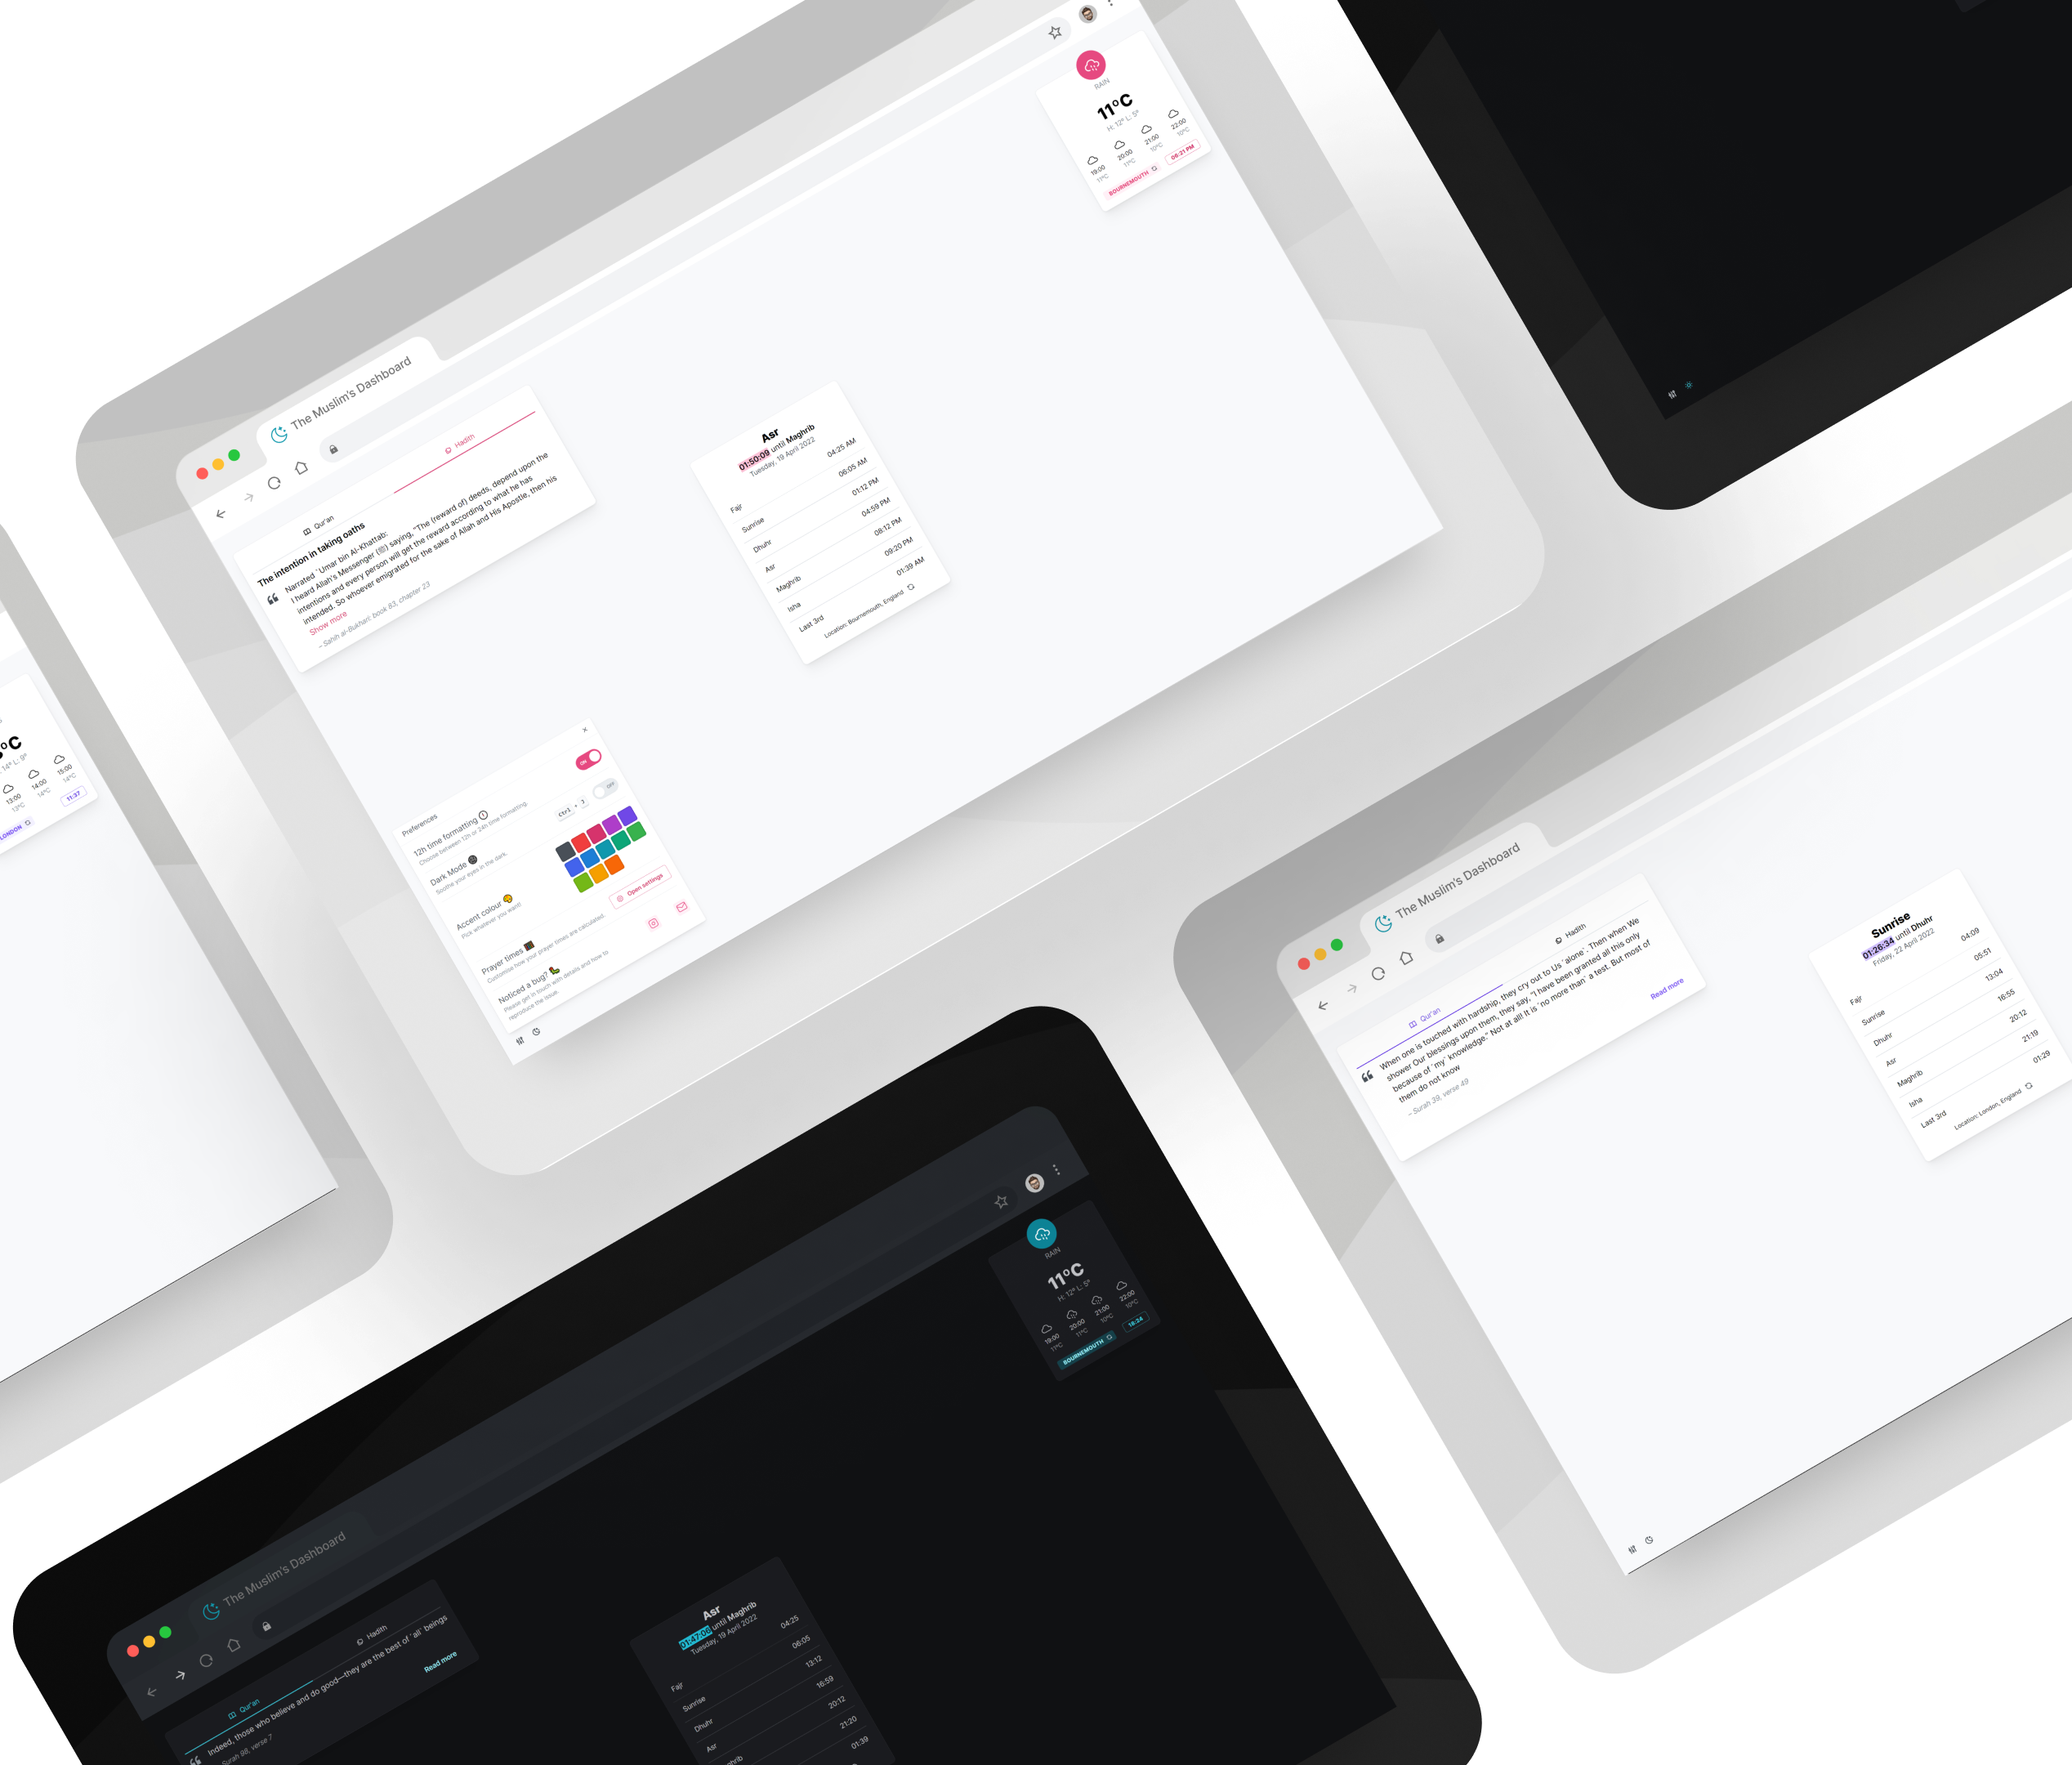 The Muslim's Dashboard
Qur'an
Hadith
The intention in taking oaths
Narrated `Umar bin Al-Khattab:
I heard Allah's Messenger (ﷺ) saying, "The (reward of) deeds, depend upon the
intentions and every person will get the reward according to what he has
intended. So whoever emigrated for the sake of Allah and His Apostle, then his
Show more
– Sahih al-Bukhari: book 83, chapter 23
Asr
01:50:09 until Maghrib
Tuesday, 19 April 2022
Fajr 04:25 AM
Sunrise 06:05 AM
Dhuhr 01:12 PM
Asr 04:59 PM
Maghrib 08:12 PM
Isha 09:20 PM
Last 3rd 01:39 AM
Location: Bournemouth, England
RAIN
11°C
H: 12° L: 5°
19:00 20:00 21:00 22:00
11°C 11°C 10°C 10°C
BOURNEMOUTH 06:21 PM
Preferences
12h time formatting
Choose between 12h or 24h time formatting.
ON
Dark Mode
Soothe your eyes in the dark.
Ctrl + J
OFF
Accent colour
Pick whatever you want!
Prayer times
Customise how your prayer times are calculated.
Open settings
Noticed a bug?
Please get in touch with details and how to
reproduce the issue.
°C
14° L: 9°
13:00 14:00 15:00
13°C 14°C 14°C
LONDON 11:37
The Muslim's Dashboard
Qur'an
Hadith
When one is touched with hardship, they cry out to Us `alone`. Then when We
shower Our blessings upon them, they say, "I have been granted all this only
because of `my` knowledge." Not at all! It is `no more than` a test. But most of
them do not know
– Surah 39, verse 49
Read more
Sunrise
01:26:34 until Dhuhr
Friday, 22 April 2022
Fajr 04:09
Sunrise 05:51
Dhuhr 13:04
Asr 16:55
Maghrib 20:12
Isha 21:19
Last 3rd 01:29
Location: London, England
The Muslim's Dashboard
Qur'an
Hadith
Indeed, those who believe and do good—they are the best of `all` beings
Surah 98, verse 7
Read more
Asr
01:47:06 until Maghrib
Tuesday, 19 April 2022
Fajr 04:25
Sunrise 06:05
Dhuhr 13:12
Asr 16:59
ghrib 20:12
21:20
01:39
RAIN
11°C
H: 12° L: 5°
19:00 20:00 21:00 22:00
11°C 11°C 10°C 10°C
BOURNEMOUTH 18:24